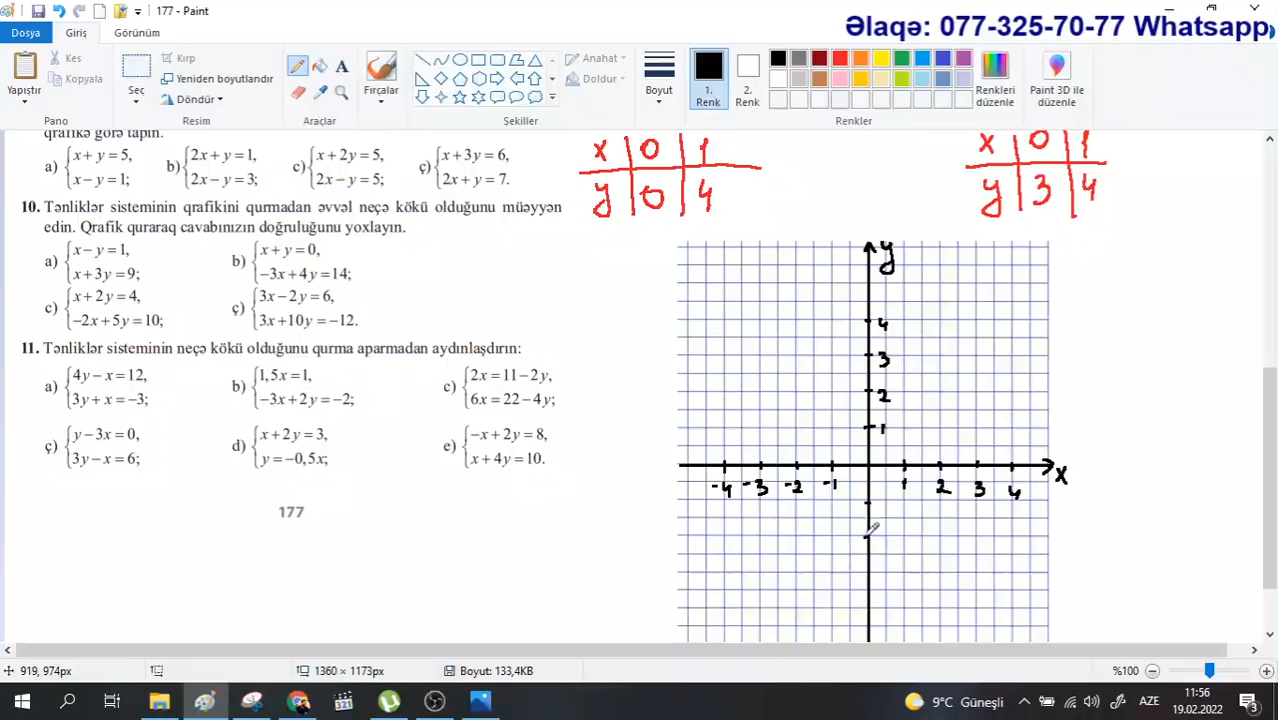 177 - Paint
Əlaqə: 077-325-70-77 Whatsapp
Dosya Giriş Görünüm
Yapıştır
Kes
Kopyala
Pano
Seç
Kırp
Yeniden boyutlandır
Döndür
Resim
Fırçalar
Araçlar
Anahat
Doldur
Şekiller
Boyut
1. Renk
2. Renk
Renkleri düzenle
Paint 3D ile düzenle
Renkler
qrafikə görə tapın.
a) {x + y = 5, x − y = 1; b) {2x + y = 1, 2x − y = 3; c) {x + 2y = 5, 2x − y = 5; ç) {x + 3y = 6, 2x + y = 7.
10. Tənliklər sisteminin qrafikini qurmadan əvvəl neçə kökü olduğunu müəyyən
edin. Qrafik quraraq cavabınızın doğruluğunu yoxlayın.
a) {x − y = 1, x + 3y = 9; b) {x + y = 0, −3x + 4y = 14;
c) {x + 2y = 4, −2x + 5y = 10; ç) {3x − 2y = 6, 3x + 10y = −12.
11. Tənliklər sisteminin neçə kökü olduğunu qurma aparmadan aydınlaşdırın:
a) {4y − x = 12, 3y + x = −3; b) {1,5x = 1, −3x + 2y = −2; c) {2x = 11 − 2y, 6x = 22 − 4y;
ç) {y − 3x = 0, 3y − x = 6; d) {x + 2y = 3, y = −0,5x; e) {−x + 2y = 8, x + 4y = 10.
177
x 0 1
y 0 4
x 0 1
y 3 4
y
4
3
2
1
-4 -3 -2 -1 1 2 3 4 x
919, 974px 1360 × 1173px Boyut: 133,4KB %100
9°C Güneşli AZE 11:56
19.02.2022 3